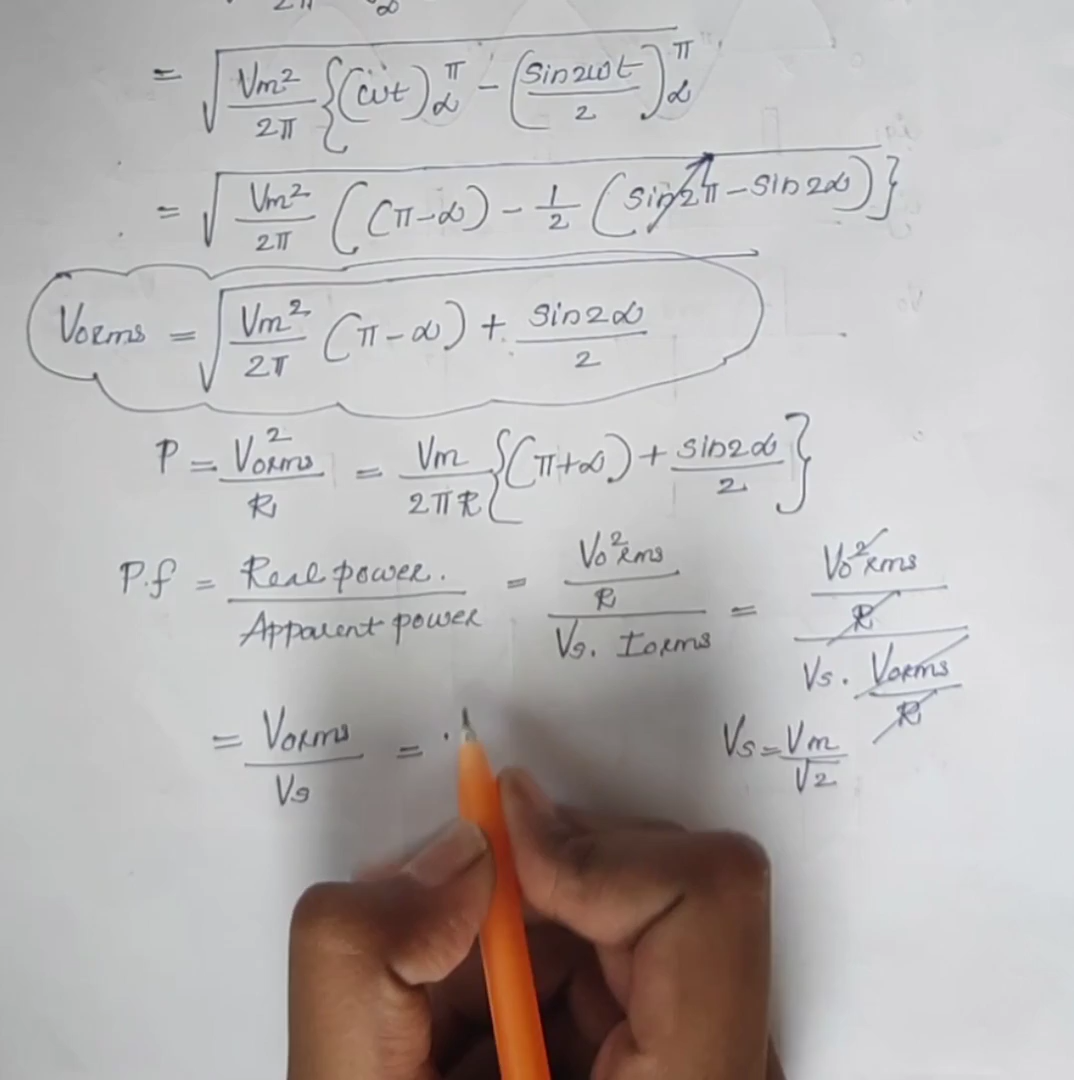 2π α
= √(Vm²/2π {(ωt)_α^π - (sin2ωt/2)_α^π
= √(Vm²/2π ((π-α) - 1/2 (sin2π - sin2α)}
Vorms = √(Vm²/2π (π-α) + sin2α/2)
P = Vorms²/R = Vm/2πR {(π+α) + sin2α/2}
P.f = Real power./Apparent power = (Vo²rms/R)/(Vs. Iorms) = (Vo²rms/R)/(Vs. Vorms/R)
= Vorms/Vs = Vs = Vm/√2